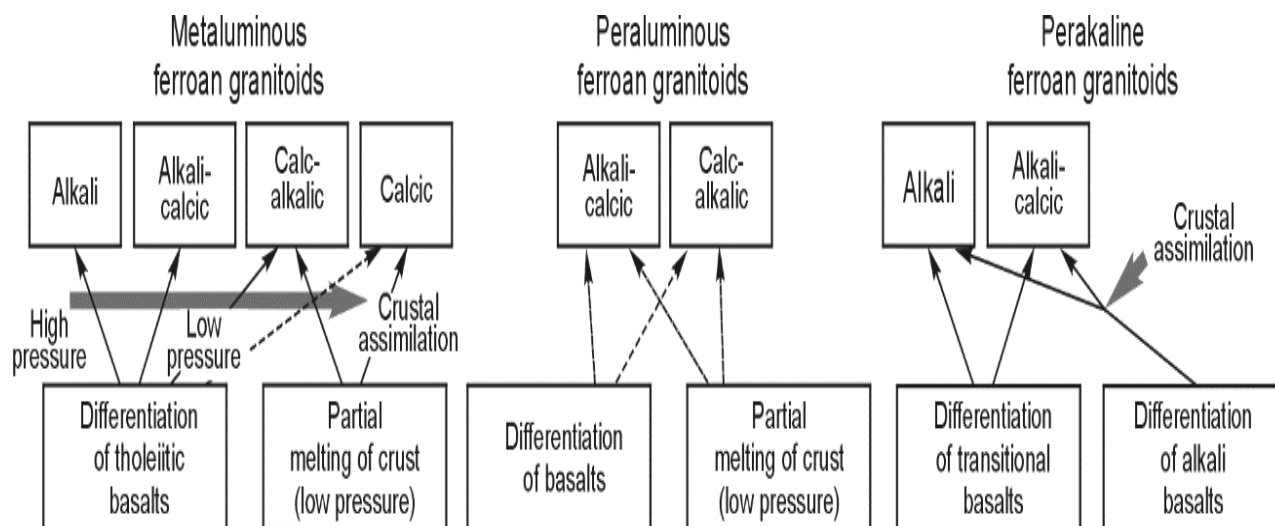 Metaluminous
ferroan granitoids
Peraluminous
ferroan granitoids
Perakaline
ferroan granitoids
Alkali
Alkali-
calcic
Calc-
alkalic
Calcic
Alkali-
calcic
Calc-
alkalic
Alkali
Alkali-
calcic
Crustal
assimilation
High
pressure
Low
pressure
Crustal
assimilation
Differentiation
of tholeiitic
basalts
Partial
melting of crust
(low pressure)
Differentiation
of basalts
Partial
melting of crust
(low pressure)
Differentiation
of transitional
basalts
Differentiation
of alkali
basalts